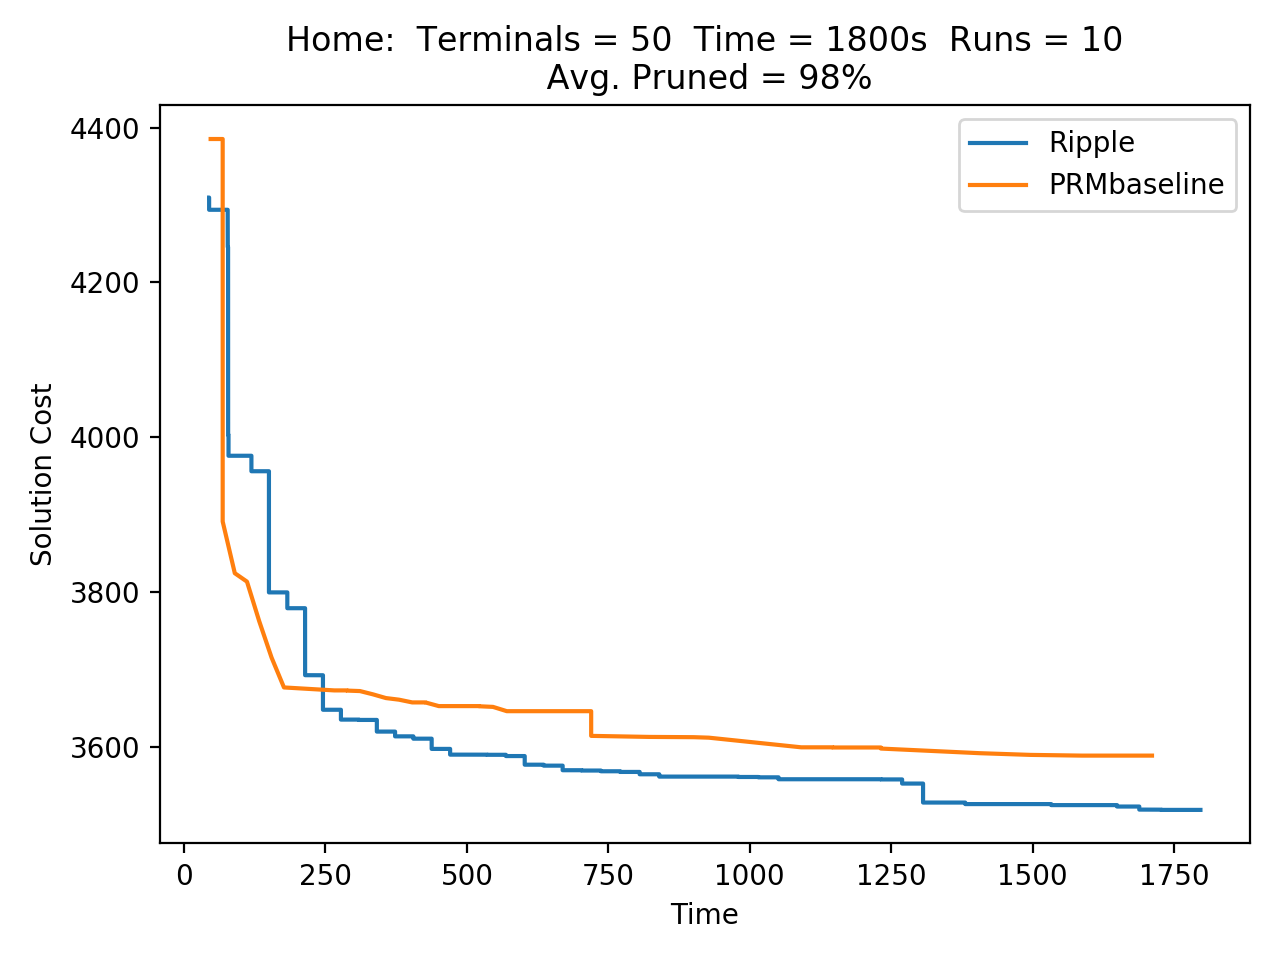 Home:  Terminals = 50  Time = 1800s  Runs = 10
Avg. Pruned = 98%
4400
4200
4000
3800
3600
Solution Cost
Ripple
PRMbaseline
0 250 500 750 1000 1250 1500 1750
Time